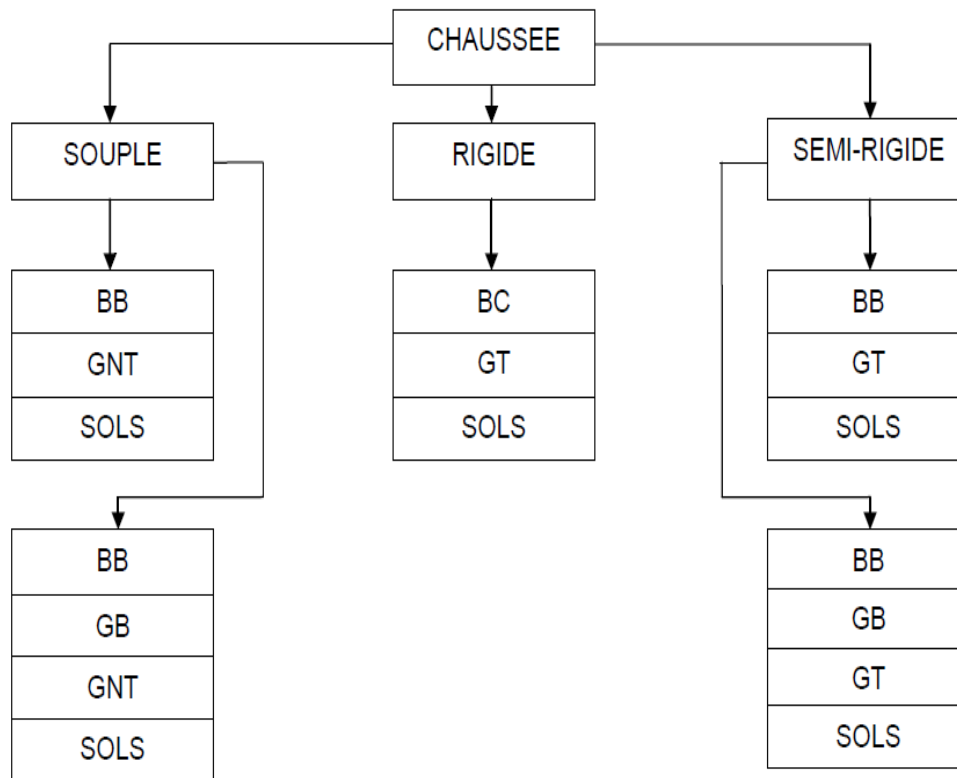 CHAUSSEE
SOUPLE
RIGIDE
SEMI-RIGIDE
BB
GNT
SOLS
BC
GT
SOLS
BB
GT
SOLS
BB
GB
GNT
SOLS
BB
GB
GT
SOLS